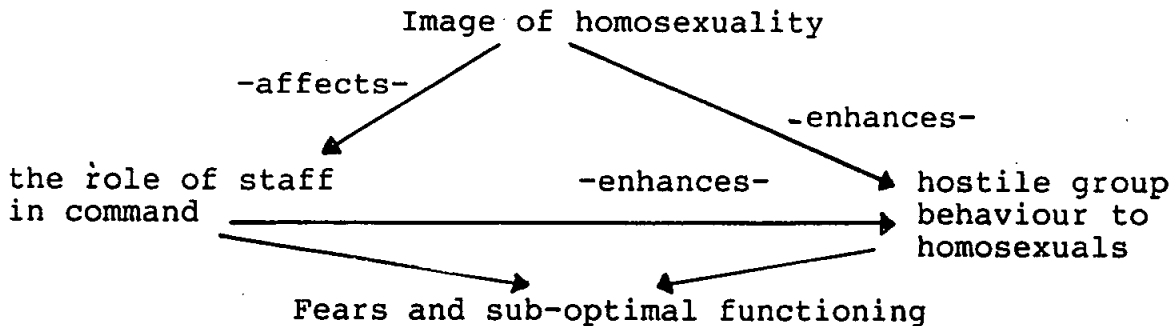 Image of homosexuality
-affects-
-enhances-
the role of staff
in command
-enhances-
hostile group
behaviour to
homosexuals
Fears and sub-optimal functioning